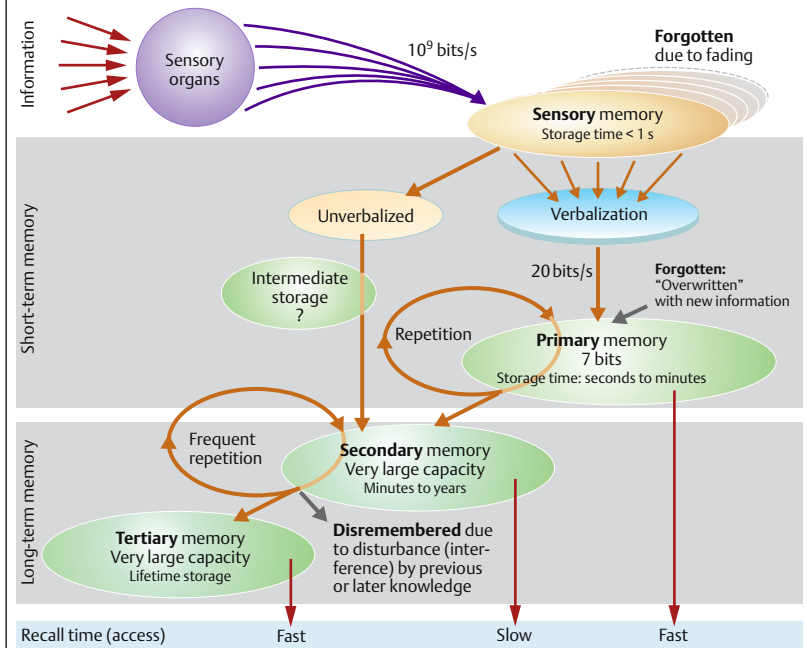 Information
Sensory
organs
10⁹ bits/s
Forgotten
due to fading
Sensory memory
Storage time < 1 s
Short-term memory
Unverbalized
Verbalization
Intermediate
storage
?
20 bits/s
Forgotten:
“Overwritten”
with new information
Repetition
Primary memory
7 bits
Storage time: seconds to minutes
Long-term memory
Frequent
repetition
Secondary memory
Very large capacity
Minutes to years
Tertiary memory
Very large capacity
Lifetime storage
Disremembered due
to disturbance (inter-
ference) by previous
or later knowledge
Recall time (access)
Fast
Slow
Fast